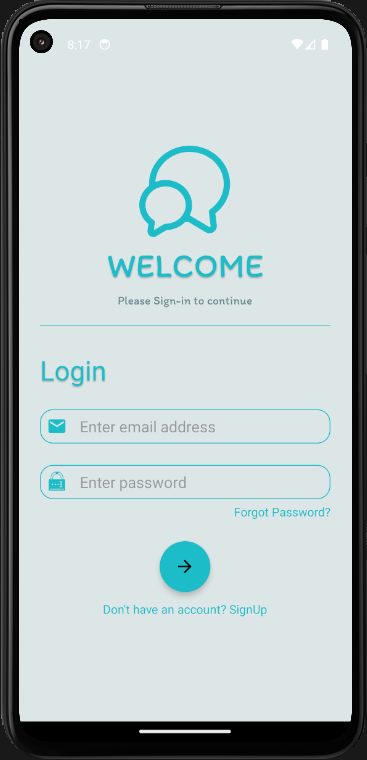 8:17
WELCOME
Please Sign-in to continue
Login
Enter email address
Enter password
Forgot Password?
Don't have an account? SignUp